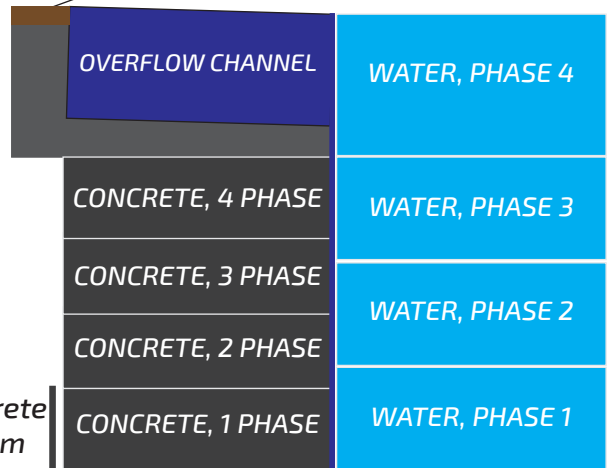 OVERFLOW CHANNEL
WATER, PHASE 4
CONCRETE, 4 PHASE
WATER, PHASE 3
CONCRETE, 3 PHASE
WATER, PHASE 2
CONCRETE, 2 PHASE
CONCRETE, 1 PHASE
WATER, PHASE 1
rete
m